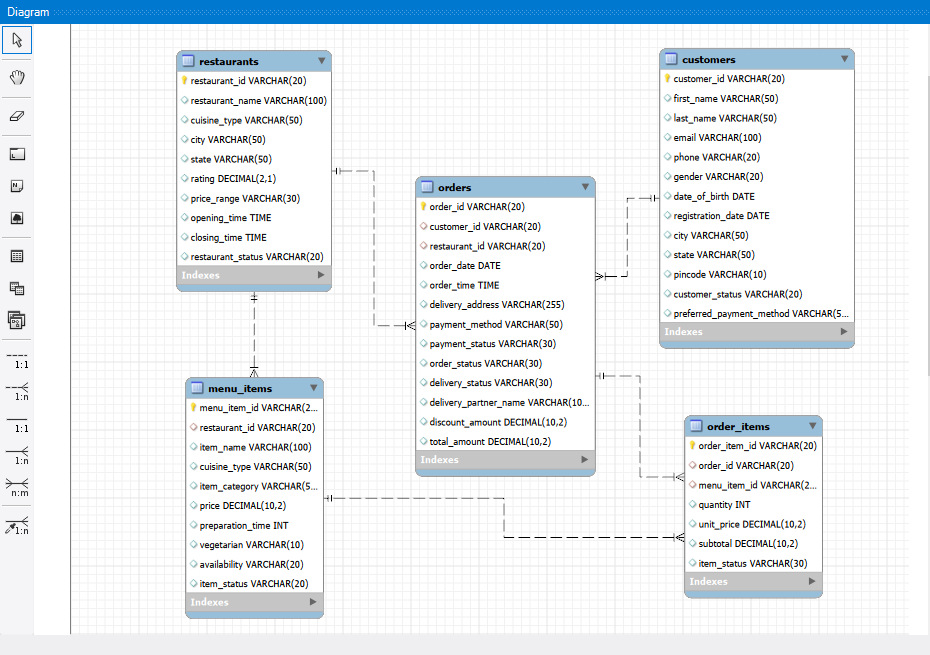 Diagram
restaurants
restaurant_id VARCHAR(20)
restaurant_name VARCHAR(100)
cuisine_type VARCHAR(50)
city VARCHAR(50)
state VARCHAR(50)
rating DECIMAL(2,1)
price_range VARCHAR(30)
opening_time TIME
closing_time TIME
restaurant_status VARCHAR(20)
Indexes
customers
customer_id VARCHAR(20)
first_name VARCHAR(50)
last_name VARCHAR(50)
email VARCHAR(100)
phone VARCHAR(20)
gender VARCHAR(20)
date_of_birth DATE
registration_date DATE
city VARCHAR(50)
state VARCHAR(50)
pincode VARCHAR(10)
customer_status VARCHAR(20)
preferred_payment_method VARCHAR(5...
Indexes
orders
order_id VARCHAR(20)
customer_id VARCHAR(20)
restaurant_id VARCHAR(20)
order_date DATE
order_time TIME
delivery_address VARCHAR(255)
payment_method VARCHAR(50)
payment_status VARCHAR(30)
order_status VARCHAR(30)
delivery_status VARCHAR(30)
delivery_partner_name VARCHAR(10...
discount_amount DECIMAL(10,2)
total_amount DECIMAL(10,2)
Indexes
menu_items
menu_item_id VARCHAR(2...
restaurant_id VARCHAR(20)
item_name VARCHAR(100)
cuisine_type VARCHAR(50)
item_category VARCHAR(5...
price DECIMAL(10,2)
preparation_time INT
vegetarian VARCHAR(10)
availability VARCHAR(20)
item_status VARCHAR(20)
Indexes
order_items
order_item_id VARCHAR(20)
order_id VARCHAR(20)
menu_item_id VARCHAR(2...
quantity INT
unit_price DECIMAL(10,2)
subtotal DECIMAL(10,2)
item_status VARCHAR(30)
Indexes
N
1:1
1:n
1:1
1:n
n:m
1:n